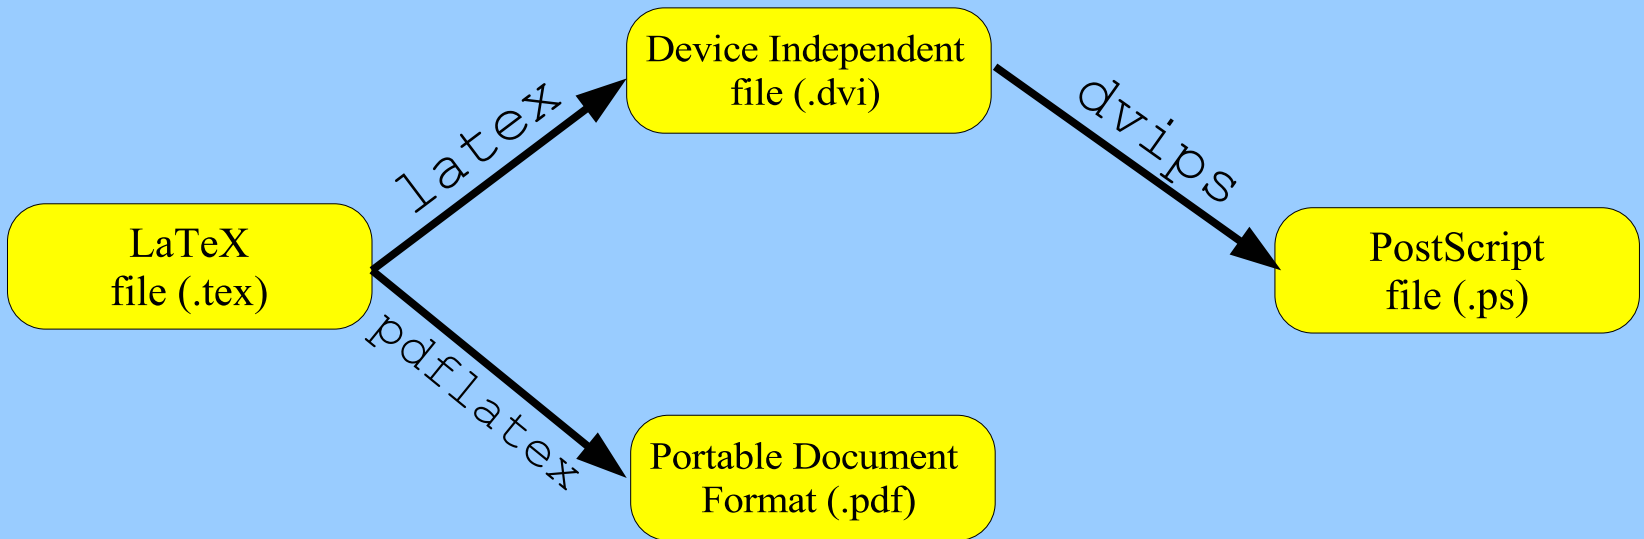 Device Independent
file (.dvi)
latex
dvips
LaTeX
file (.tex)
PostScript
file (.ps)
pdflatex
Portable Document
Format (.pdf)